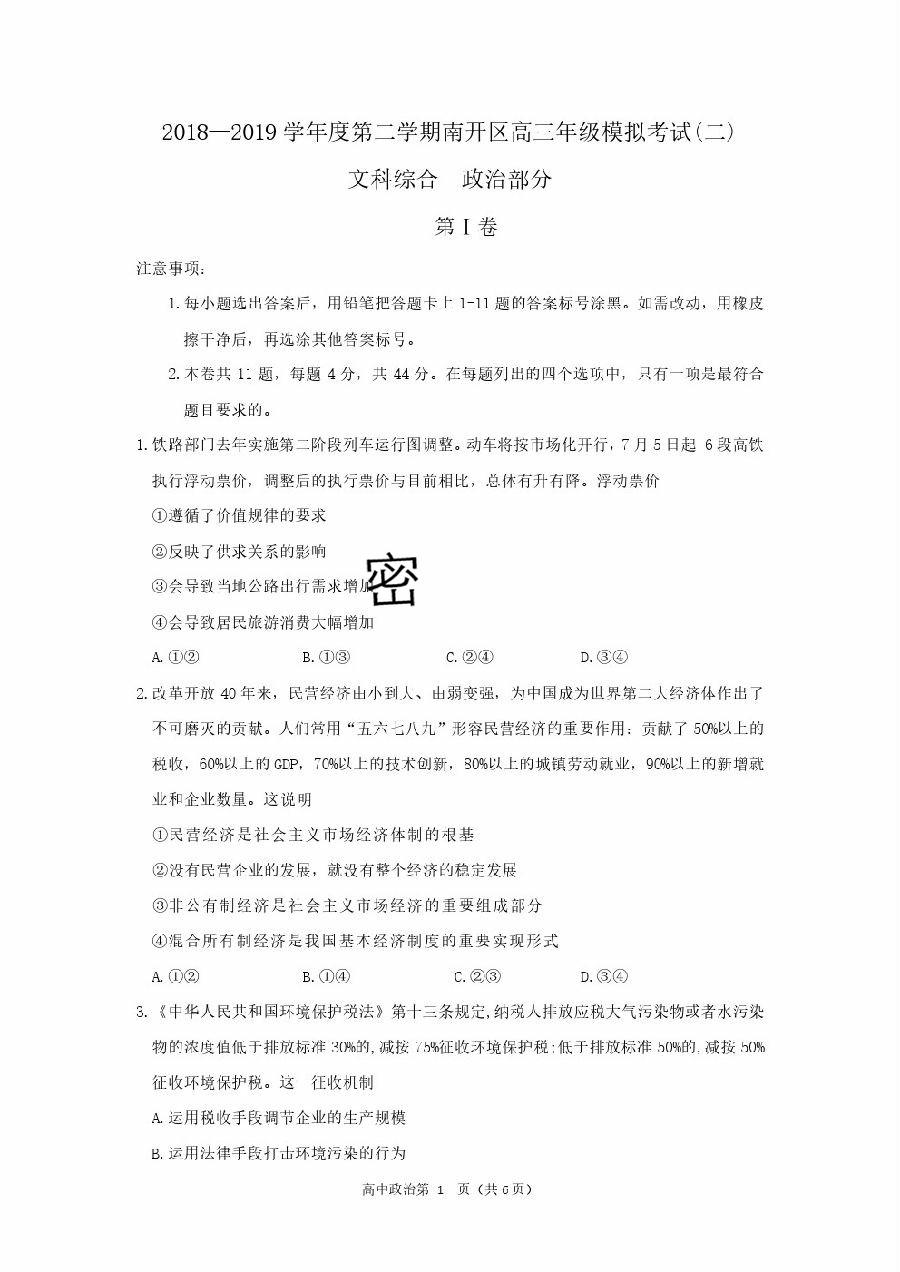 2018—2019 学年度第二学期南开区高三年级模拟考试(二)
文科综合 政治部分
第 I 卷
注意事项:
1. 每小题选出答案后，用铅笔把答题卡上 1-11 题的答案标号涂黑。如需改动，用橡皮
擦干净后，再选涂其他答案标号。
2. 本卷共 11 题，每题 4 分，共 44 分。在每题列出的四个选项中，只有一项是最符合
题目要求的。
1. 铁路部门去年实施第二阶段列车运行图调整。动车将按市场化开行，7 月 5 日起 6 段高铁
执行浮动票价，调整后的执行票价与目前相比，总体有升有降。浮动票价
①遵循了价值规律的要求
②反映了供求关系的影响
③会导致当地公路出行需求增加
密
④会导致居民旅游消费大幅增加
A. ①② B. ①③ C. ②④ D. ③④
2. 改革开放 40 年来，民营经济由小到大、由弱变强，为中国成为世界第二大经济体作出了
不可磨灭的贡献。人们常用“五六七八九”形容民营经济的重要作用：贡献了 50%以上的
税收，60%以上的 GDP，70%以上的技术创新，80%以上的城镇劳动就业，90%以上的新增就
业和企业数量。这说明
①民营经济是社会主义市场经济体制的根基
②没有民营企业的发展，就没有整个经济的稳定发展
③非公有制经济是社会主义市场经济的重要组成部分
④混合所有制经济是我国基本经济制度的重要实现形式
A. ①② B. ①④ C. ②③ D. ③④
3. 《中华人民共和国环境保护税法》第十三条规定,纳税人排放应税大气污染物或者水污染
物的浓度值低于排放标准 30%的,减按 75%征收环境保护税;低于排放标准 50%的,减按 50%
征收环境保护税。这 征收机制
A. 运用税收手段调节企业的生产规模
B. 运用法律手段打击环境污染的行为
高中政治第 1 页（共 6 页）